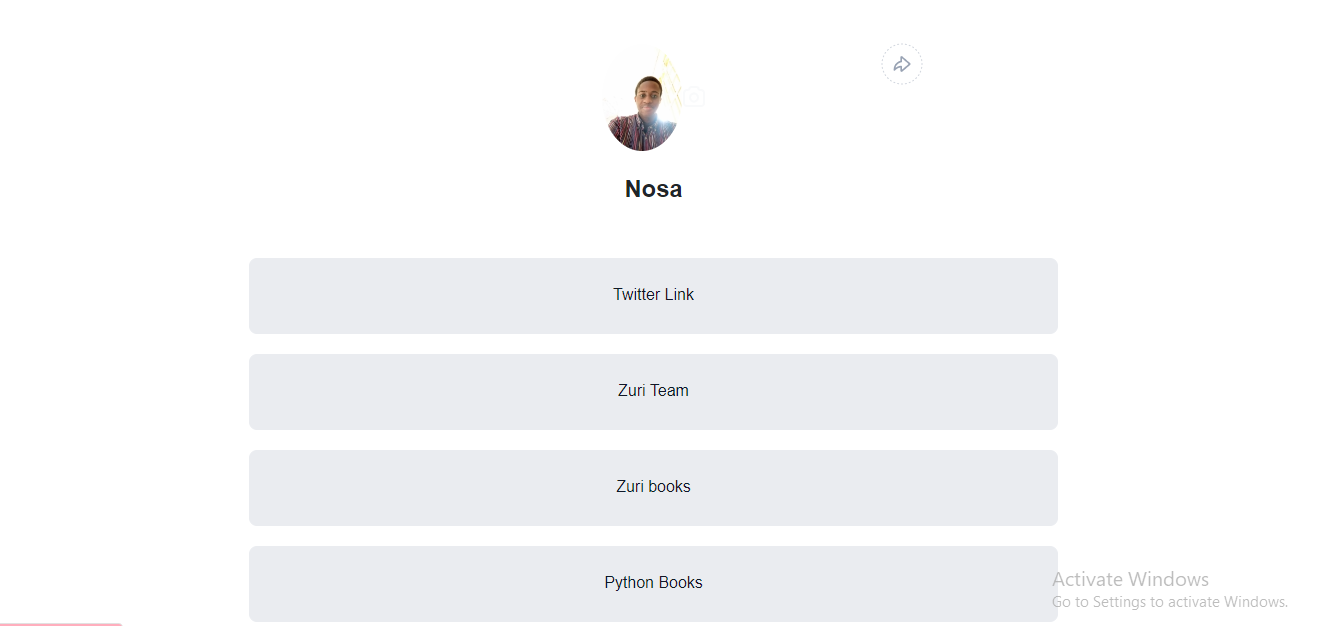 Nosa
Twitter Link
Zuri Team
Zuri books
Python Books
Activate Windows
Go to Settings to activate Windows.